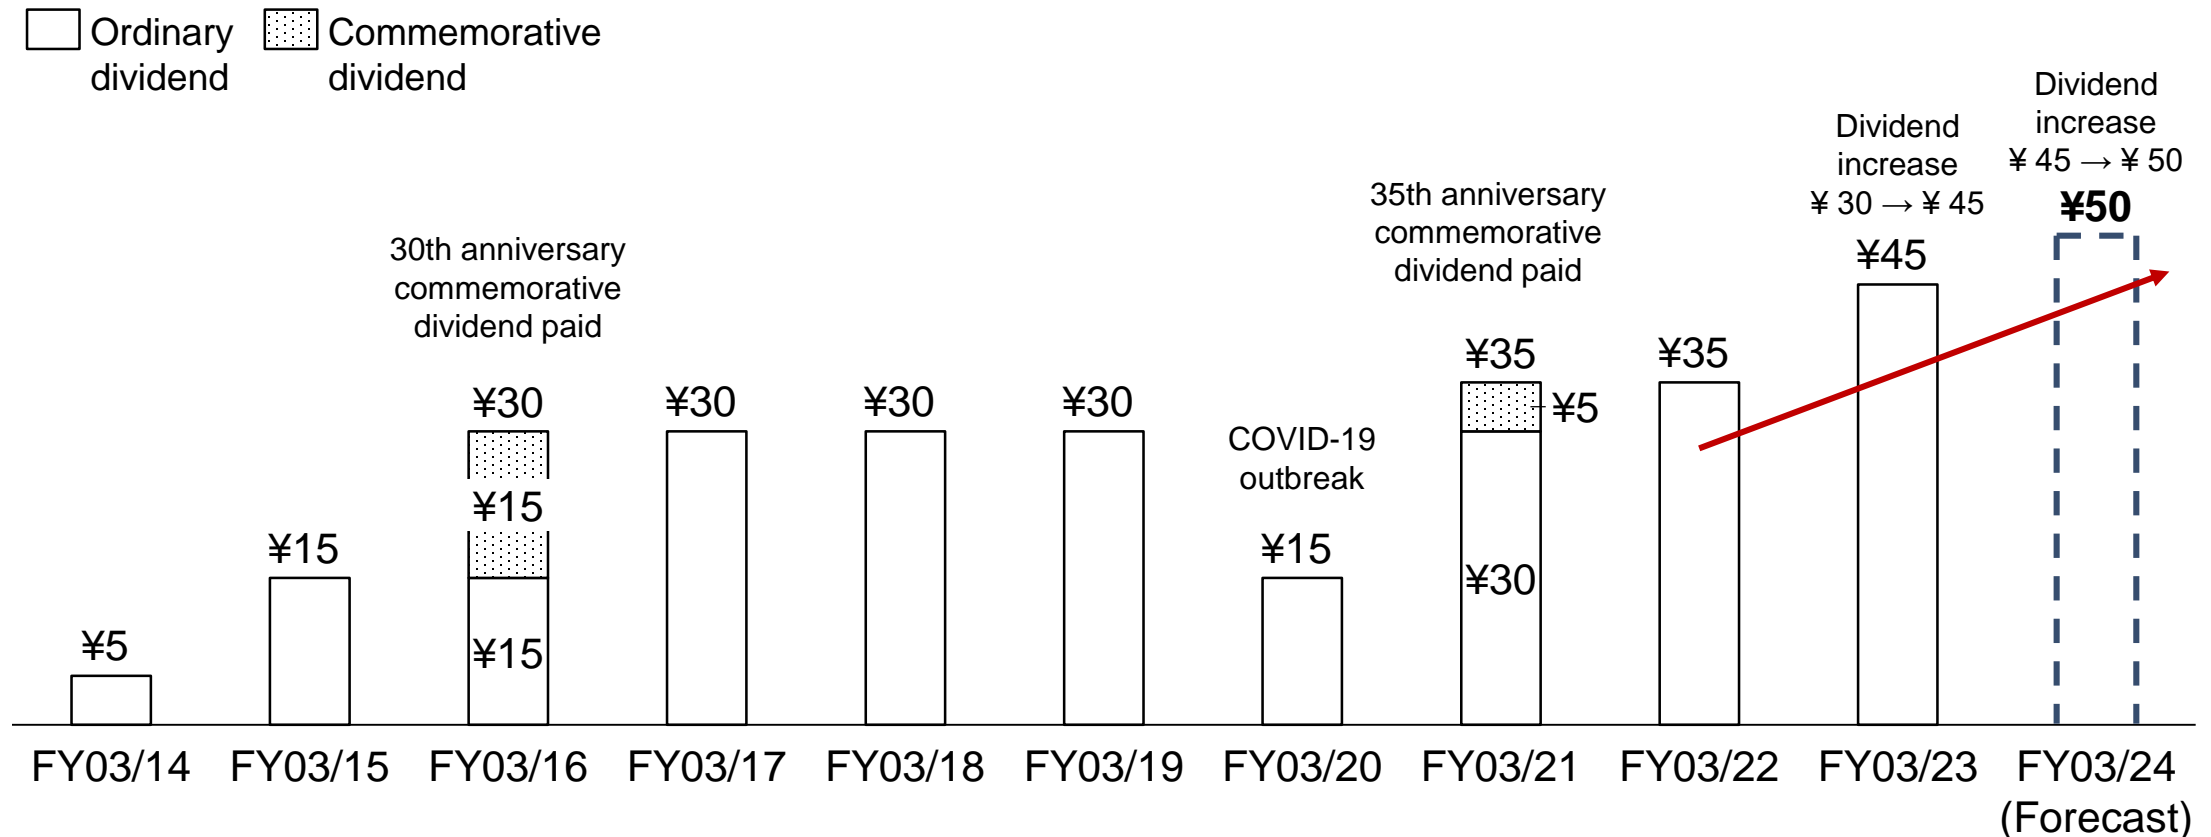 Ordinary
dividend
Commemorative
dividend
¥5
¥15
30th anniversary
commemorative
dividend paid
¥30
¥15
¥15
¥30
¥30
¥30
COVID-19
outbreak
¥15
35th anniversary
commemorative
dividend paid
¥35
¥5
¥30
¥35
Dividend
increase
¥ 30 → ¥ 45
¥45
Dividend
increase
¥ 45 → ¥ 50
¥50
FY03/14 FY03/15 FY03/16 FY03/17 FY03/18 FY03/19 FY03/20 FY03/21 FY03/22 FY03/23 FY03/24
(Forecast)